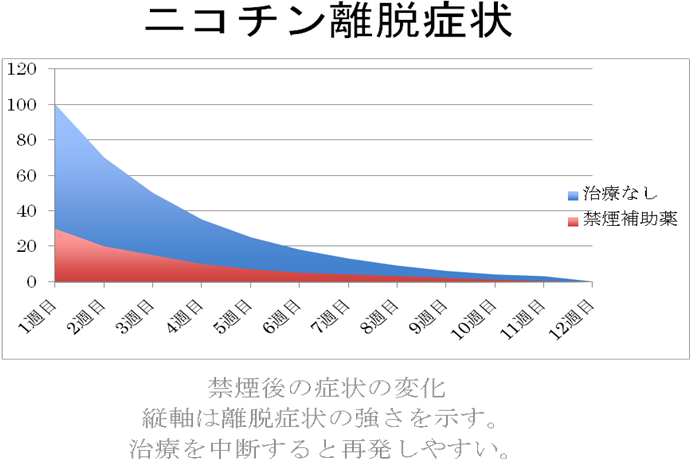 ニコチン離脱症状
120
100
80
60
40
20
0
治療なし
禁煙補助薬
1週目
2週目
3週目
4週目
5週目
6週目
7週目
8週目
9週目
10週目
11週目
12週目
禁煙後の症状の変化
縦軸は離脱症状の強さを示す。
治療を中断すると再発しやすい。